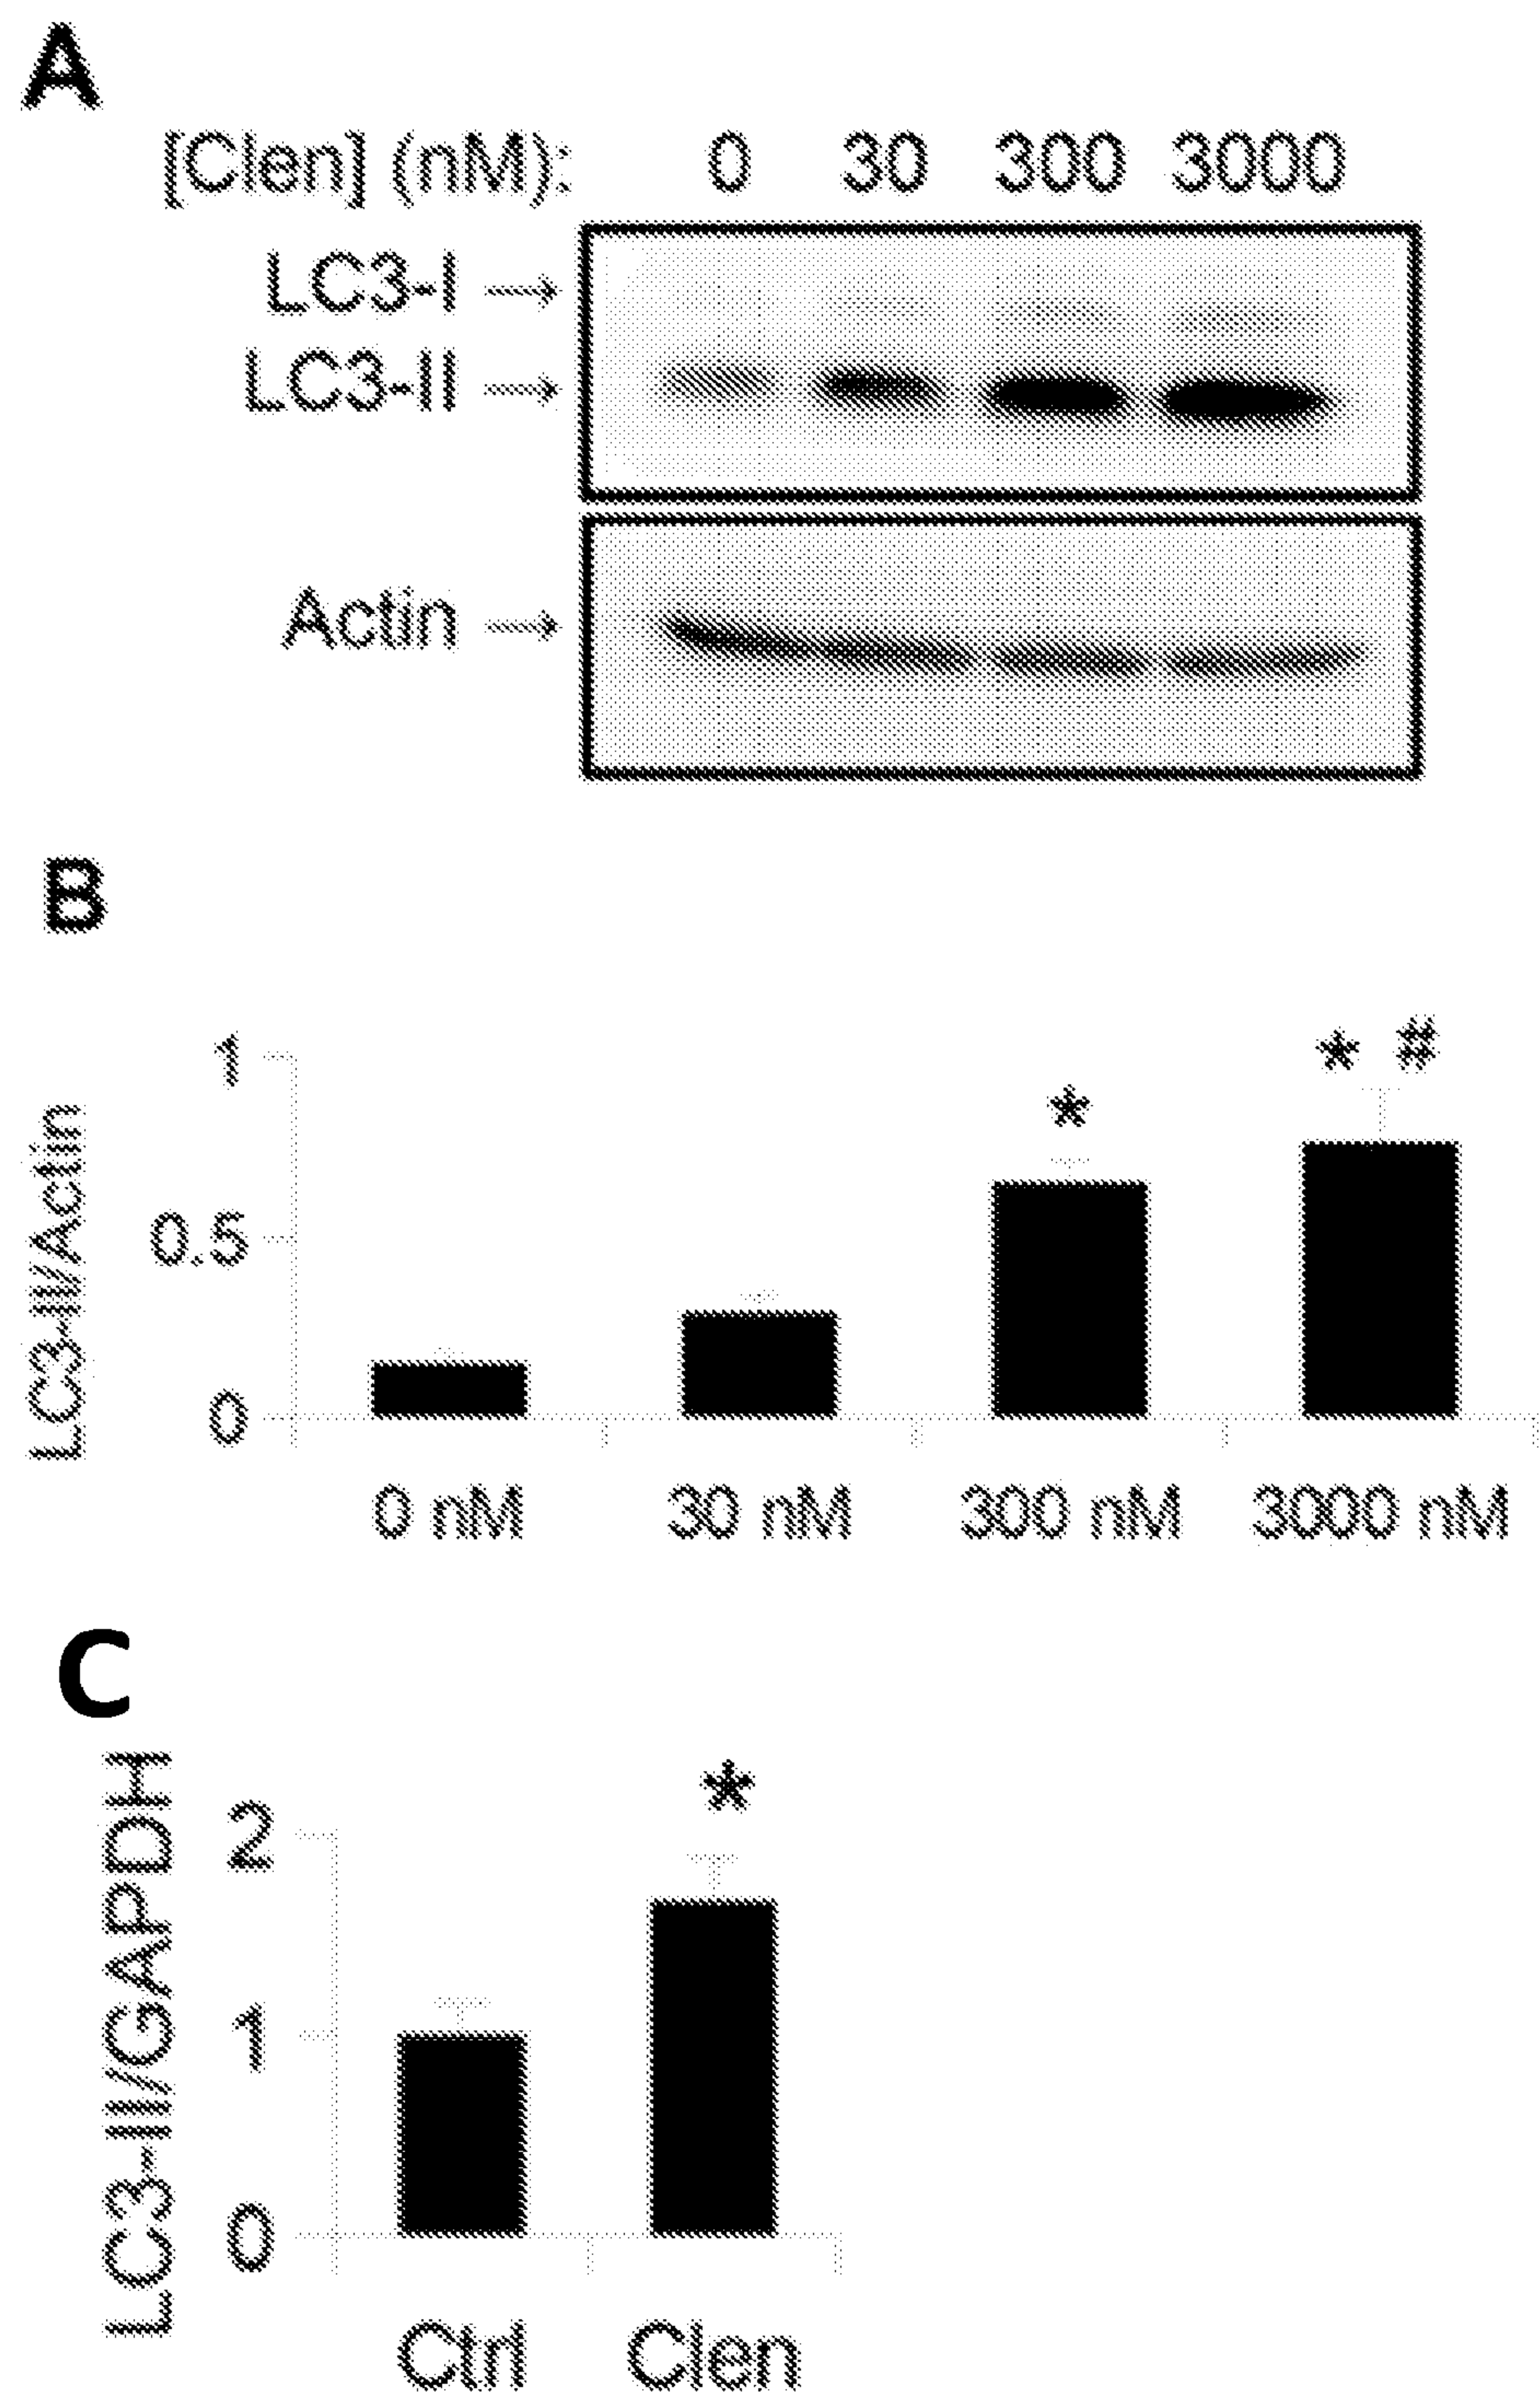 A
[Clen] (nM): 0 30 300 3000
LC3-I →
LC3-II →
Actin →
B
LC3-II/Actin
1
0.5
0
*
* #
0 nM 30 nM 300 nM 3000 nM
C
LC3-II/GAPDH
2
1
0
*
Ctrl Clen